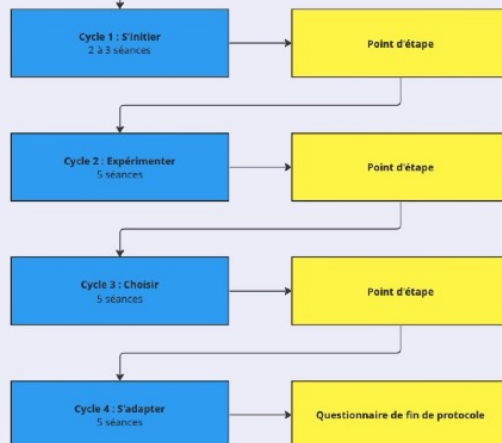 Cycle 1 : S'initier
2 à 3 séances
Point d'étape
Cycle 2 : Expérimenter
5 séances
Point d'étape
Cycle 3 : Choisir
5 séances
Point d'étape
Cycle 4 : S'adapter
5 séances
Questionnaire de fin de protocole